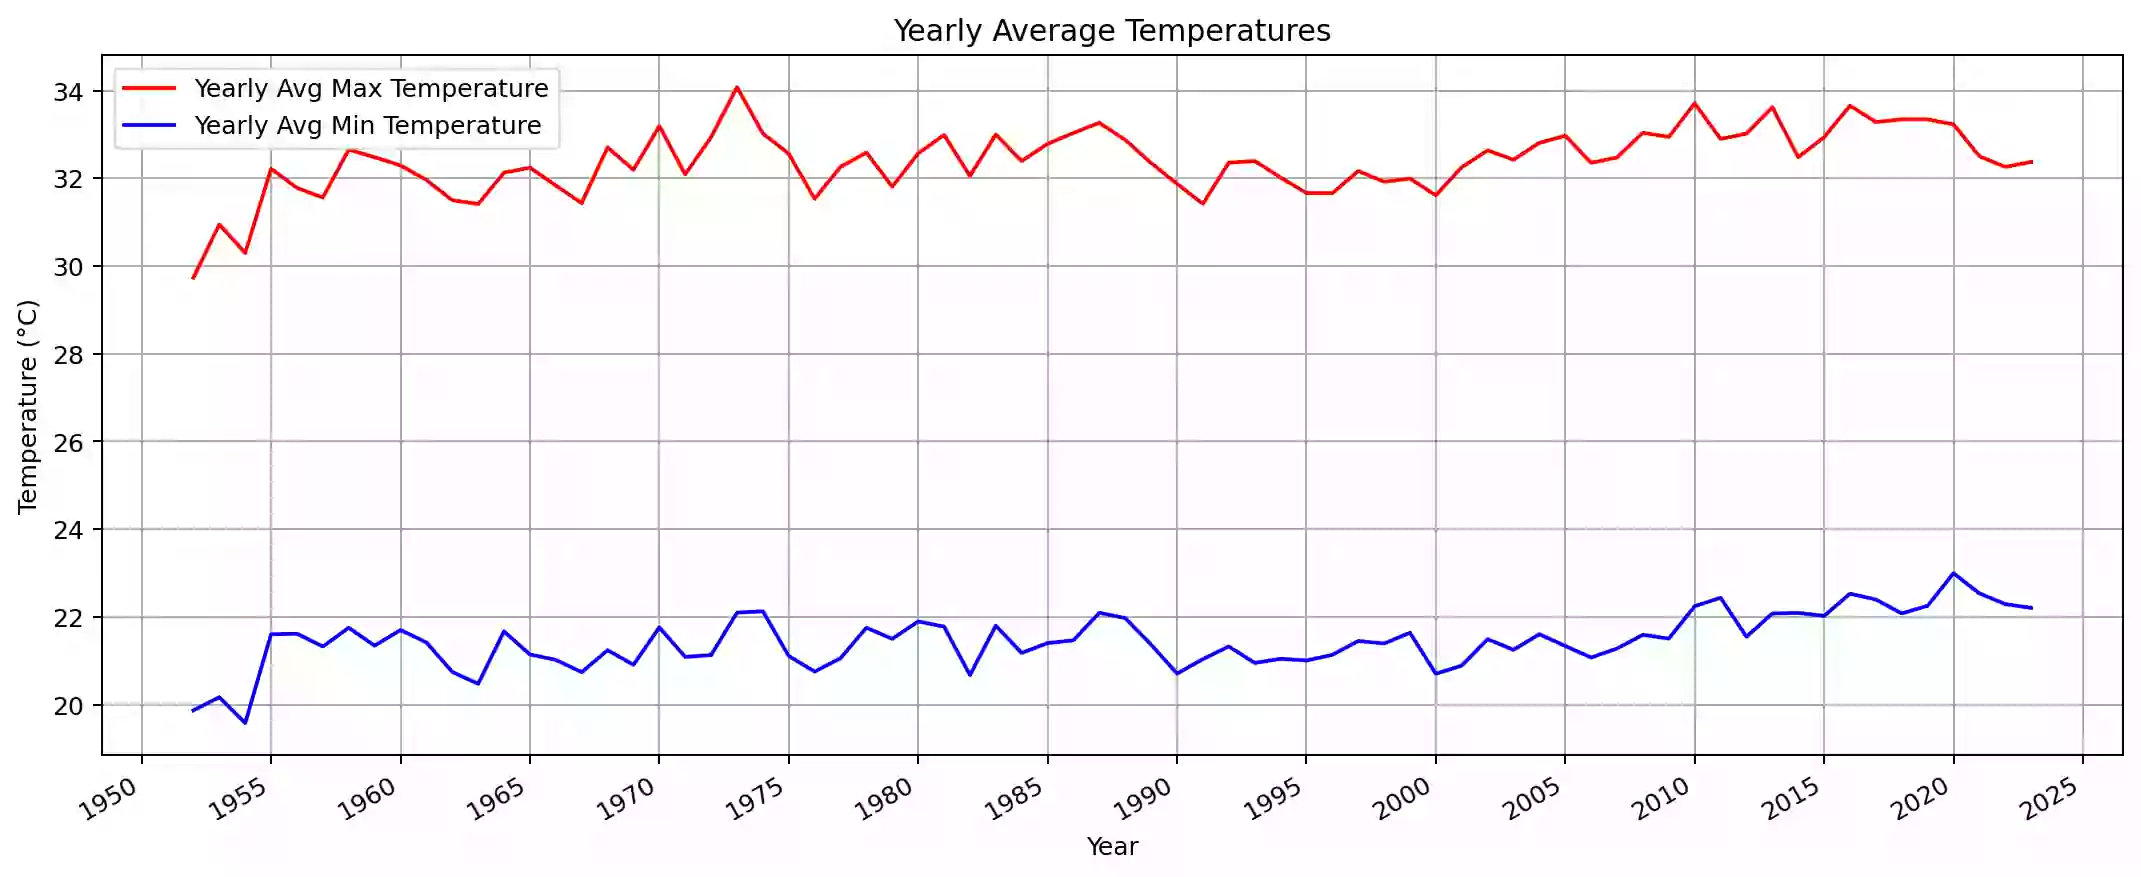 Yearly Average Temperatures
Yearly Avg Max Temperature
Yearly Avg Min Temperature
34
32
30
28
26
24
22
20
Temperature (°C)
1950 1955 1960 1965 1970 1975 1980 1985 1990 1995 2000 2005 2010 2015 2020 2025
Year